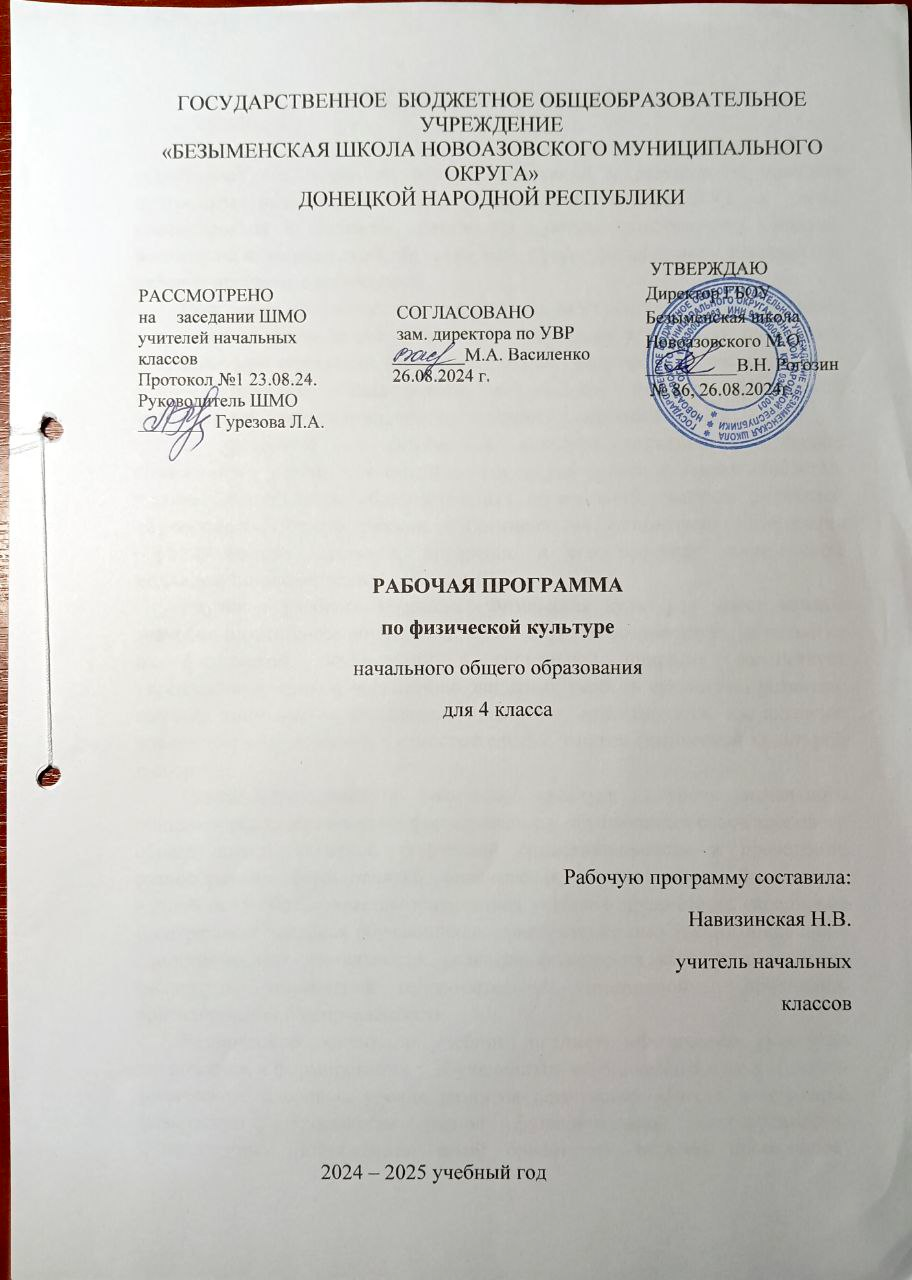 ГОСУДАРСТВЕННОЕ БЮДЖЕТНОЕ ОБЩЕОБРАЗОВАТЕЛЬНОЕ
УЧРЕЖДЕНИЕ
«БЕЗЫМЕНСКАЯ ШКОЛА НОВОАЗОВСКОГО МУНИЦИПАЛЬНОГО
ОКРУГА»
ДОНЕЦКОЙ НАРОДНОЙ РЕСПУБЛИКИ
РАССМОТРЕНО
на заседании ШМО
учителей начальных
классов
Протокол №1 23.08.24.
Руководитель ШМО
Гурезова Л.А.
СОГЛАСОВАНО
зам. директора по УВР
М.А. Василенко
26.08.2024 г.
УТВЕРЖДАЮ
Директор ГБОУ
Безыменская школа
Новоазовского М.О
В.Н. Рогозин
№ 86, 26.08.2024г.
РАБОЧАЯ ПРОГРАММА
по физической культуре
начального общего образования
для 4 класса
Рабочую программу составила:
Навизинская Н.В.
учитель начальных
классов
2024 – 2025 учебный год